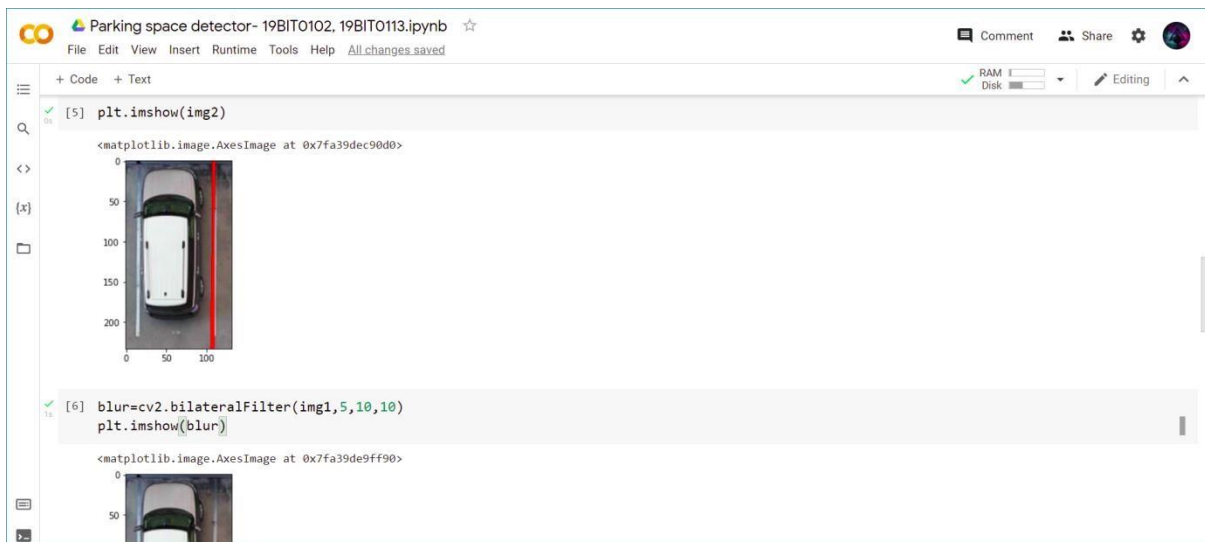 Parking space detector- 19BIT0102, 19BIT0113.ipynb
File Edit View Insert Runtime Tools Help All changes saved
Comment Share
+ Code + Text
RAM
Disk
Editing
[5] plt.imshow(img2)
0s
<matplotlib.image.AxesImage at 0x7fa39dec90d0>
0
50
100
150
200
0 50 100
[6] blur=cv2.bilateralFilter(img1,5,10,10)
1s
plt.imshow(blur)
<matplotlib.image.AxesImage at 0x7fa39de9ff90>
0
50
{x}